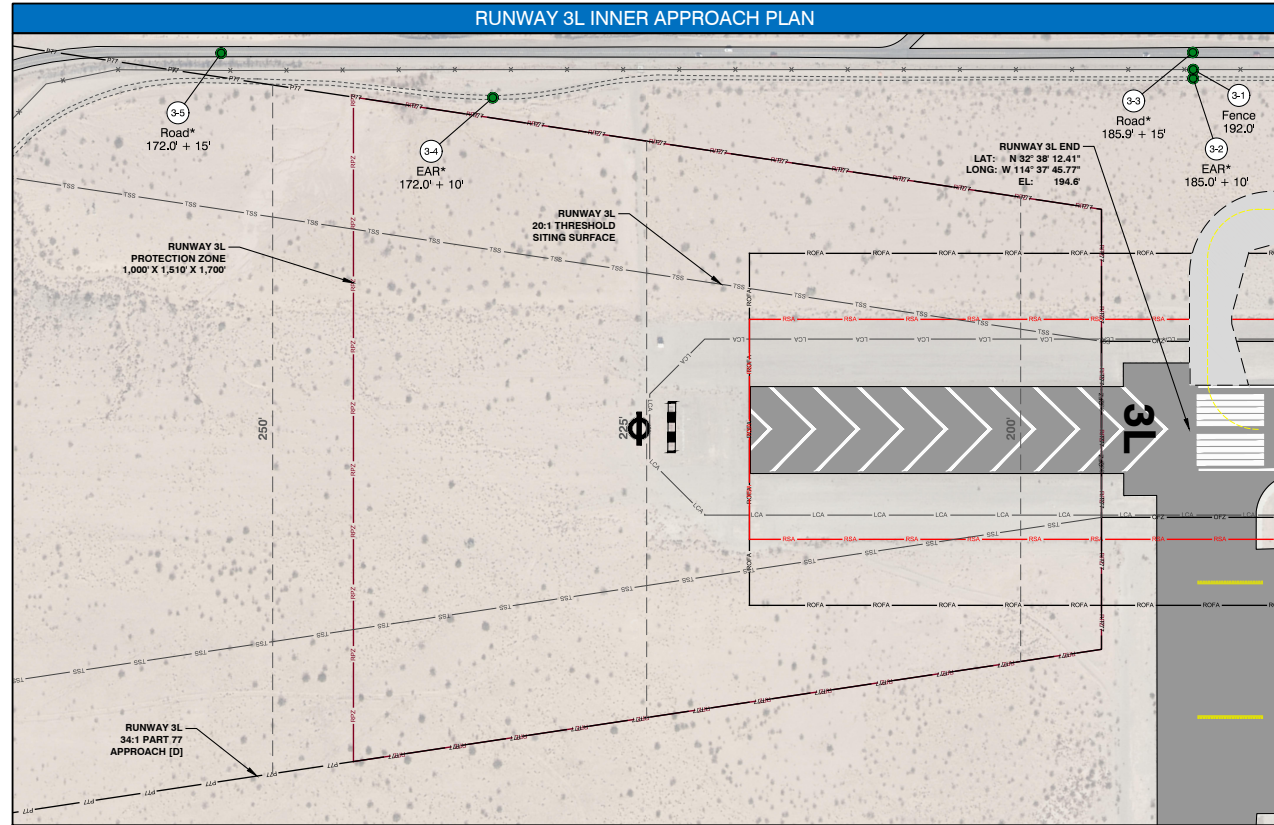 RUNWAY 3L INNER APPROACH PLAN
3-5
Road*
172.0' + 15'
3-4
EAR*
172.0' + 10'
3-3
Road*
185.9' + 15'
3-1
Fence
192.0'
3-2
EAR*
185.0' + 10'
RUNWAY 3L END
LAT: N 32° 38' 12.41"
LONG: W 114° 37' 45.77"
EL: 194.6'
RUNWAY 3L
20:1 THRESHOLD
SITING SURFACE
RUNWAY 3L
PROTECTION ZONE
1,000' X 1,510' X 1,700'
250'
225'
200'
3L
RUNWAY 3L
34:1 PART 77
APPROACH [D]
P77
TSS
RPZ
ROFA
RSA
LCA
OFZ